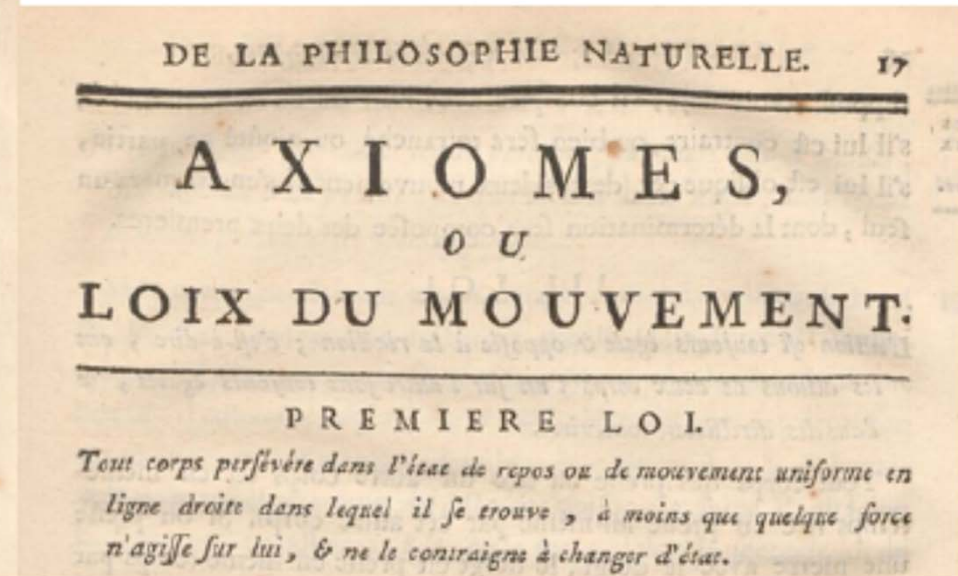 DE LA PHILOSOPHIE NATURELLE. 17
AXIOMES,
OU
LOIX DU MOUVEMENT.
PREMIERE LOI.
Tout corps persévére dans l'état de repos ou de mouvement uniforme en
ligne droite dans lequel il se trouve, à moins que quelque force
n'agisse sur lui, & ne le contraigne à changer d'état.